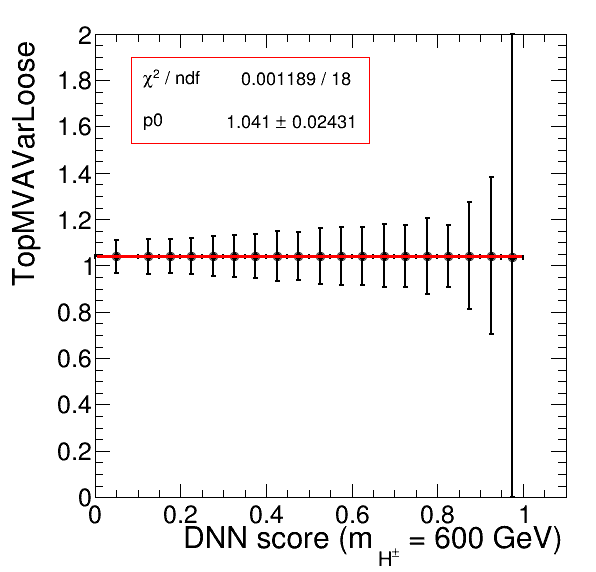 TopMVAVarLoose
2
1.8
1.6
1.4
1.2
1
0.8
0.6
0.4
0.2
0
χ² / ndf 0.001189 / 18
p0 1.041 ± 0.02431
0 0.2 0.4 0.6 0.8 1
DNN score (m_H± = 600 GeV)